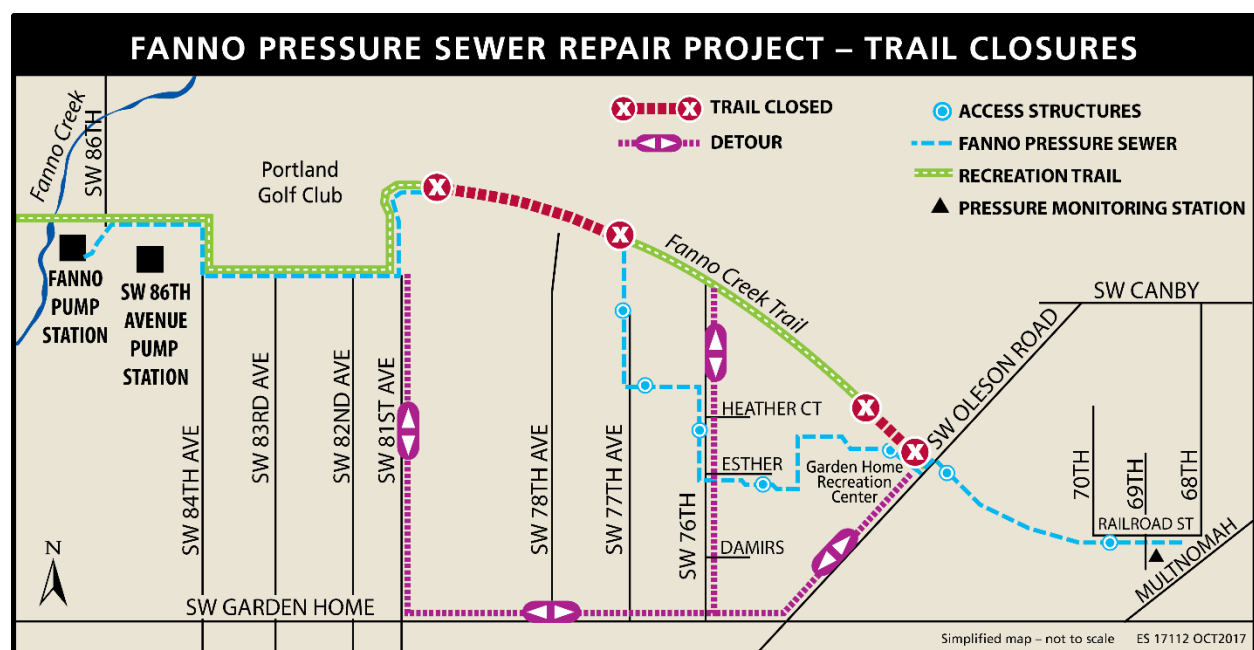 FANNO PRESSURE SEWER REPAIR PROJECT – TRAIL CLOSURES
Fanno Creek
SW 86TH
Portland
Golf Club
X X TRAIL CLOSED
DETOUR
ACCESS STRUCTURES
FANNO PRESSURE SEWER
RECREATION TRAIL
PRESSURE MONITORING STATION
X
X
Fanno Creek Trail
FANNO
PUMP
STATION
SW 86TH
AVENUE
PUMP
STATION
SW 84TH AVE
SW 83RD AVE
SW 82ND AVE
SW 81ST AVE
SW 78TH AVE
SW 77TH AVE
SW 76TH
HEATHER CT
ESTHER
DAMIRS
X
X
Garden Home
Recreation
Center
SW OLESON ROAD
SW CANBY
70TH
69TH
68TH
RAILROAD ST
MULTNOMAH
N
SW GARDEN HOME
Simplified map – not to scale ES 17112 OCT2017